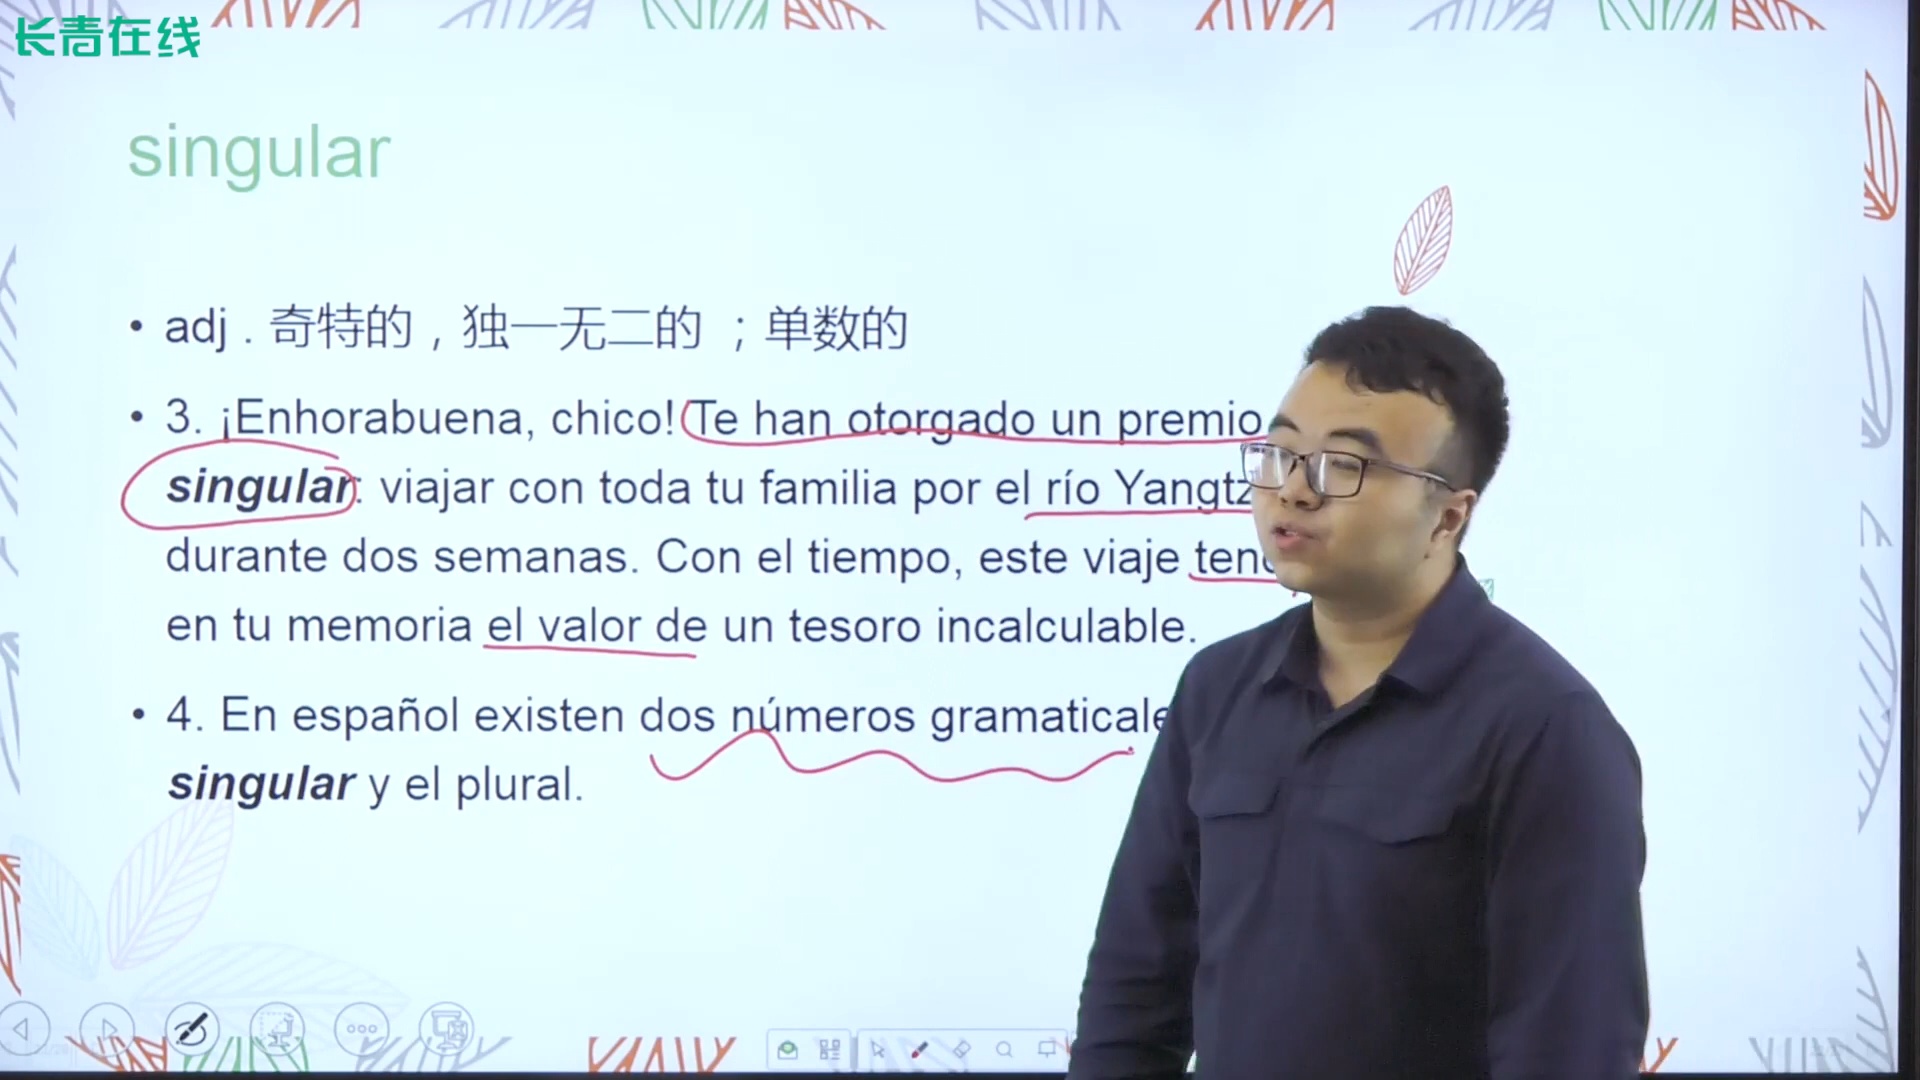 长青在线
singular
• adj . 奇特的，独一无二的 ；单数的
• 3. ¡Enhorabuena, chico! Te han otorgado un premio
singular: viajar con toda tu familia por el río
durante dos semanas. Con el tiempo, este viaje
en tu memoria el valor de un tesoro incalculable.
• 4. En español existen dos números
singular y el plural.